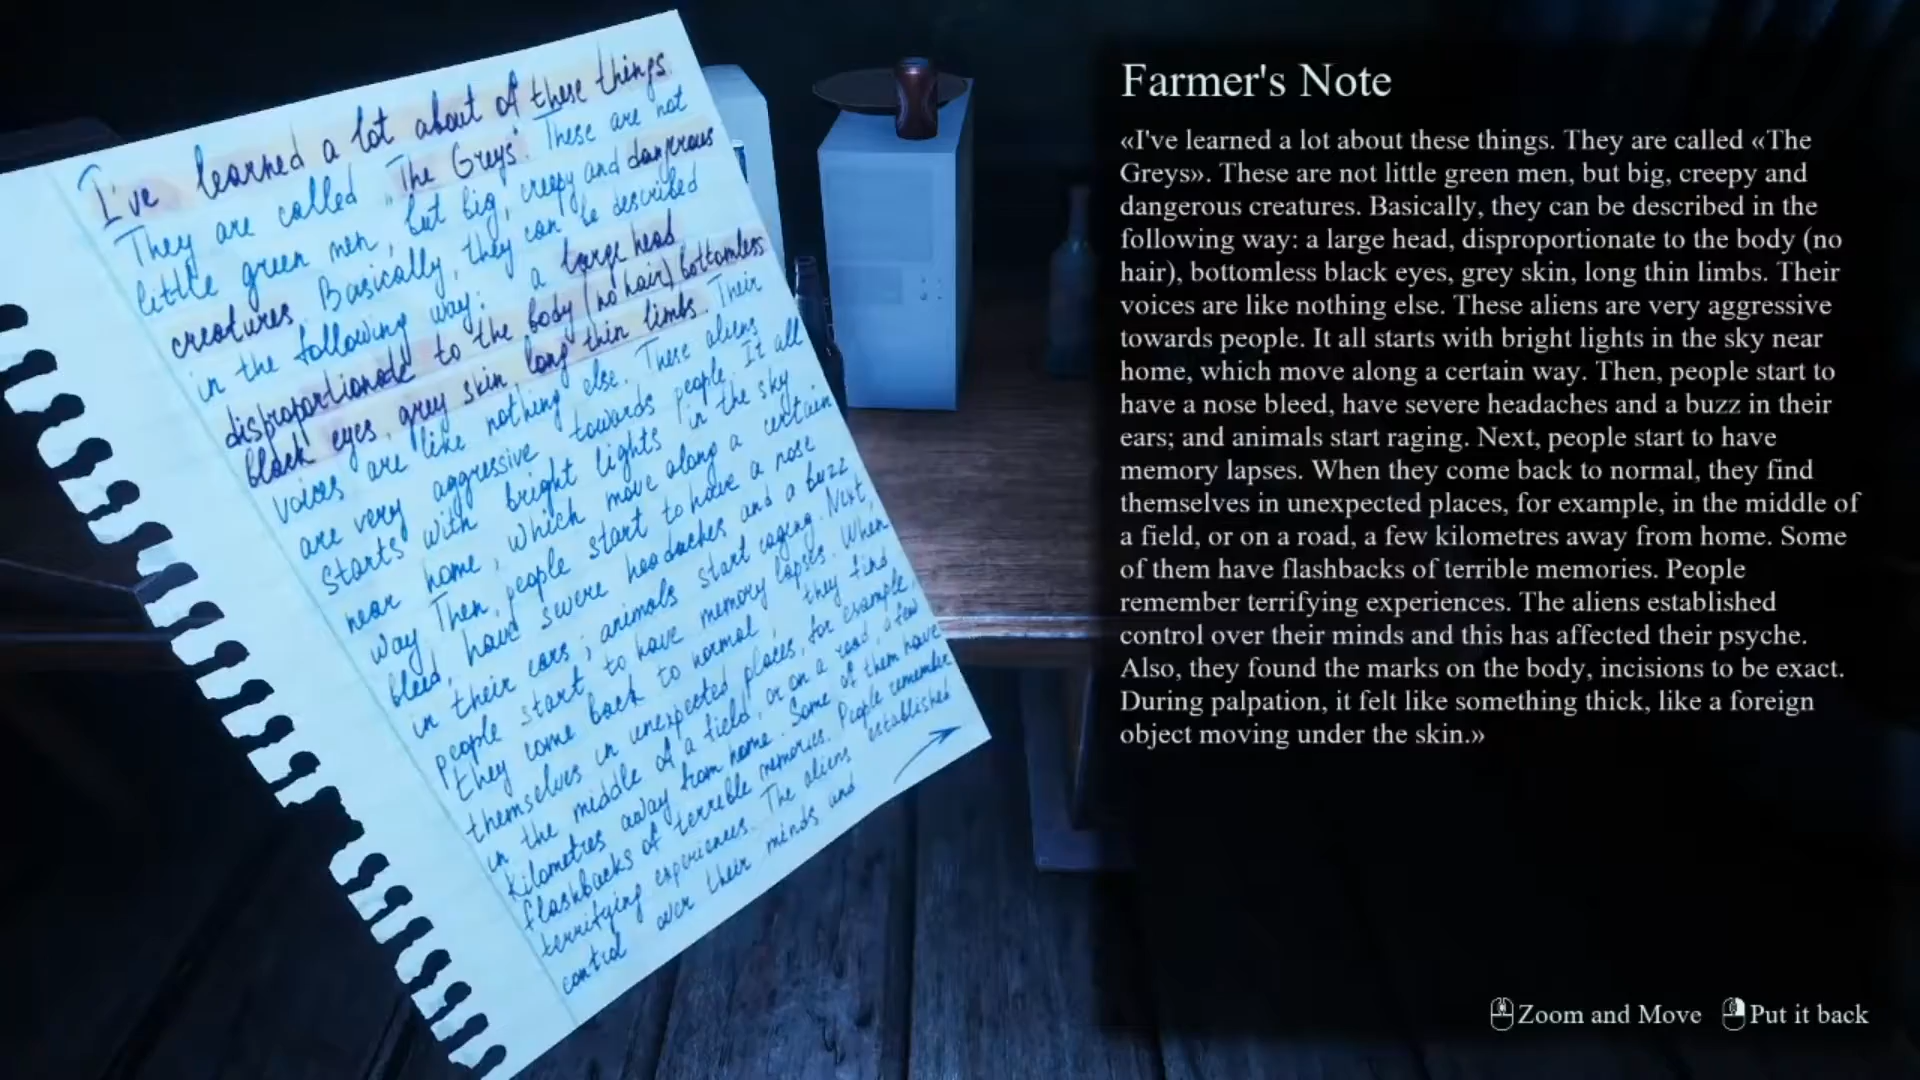 I've learned a lot about of these things.
They are called "The Greys". These are not
little green men, but big, creepy and dangerous
creatures. Basically, they can be described
in the following way: a large head
disproportionade to the body (no hair) bottomless
black eyes, grey skin, long thin limbs. Their
voices are like nothing else. These aliens
are very aggressive towards people. It all
starts with bright lights in the sky
near home, which move along a certain
way. Then, people start to have a nose
bleed, have severe headaches and a buzz
in their ears; animals start raging. Next,
people start to have memory lapses. When
they come back to normal, they find
themselves in unexpected places, for example,
in the middle of a field, or on a road, a few
kilometres away from home. Some of them have
flashbacks of terrible memories. People remember
terrifying experiences. The aliens established
control over their minds and
Farmer's Note
«I've learned a lot about these things. They are called «The
Greys». These are not little green men, but big, creepy and
dangerous creatures. Basically, they can be described in the
following way: a large head, disproportionate to the body (no
hair), bottomless black eyes, grey skin, long thin limbs. Their
voices are like nothing else. These aliens are very aggressive
towards people. It all starts with bright lights in the sky near
home, which move along a certain way. Then, people start to
have a nose bleed, have severe headaches and a buzz in their
ears; and animals start raging. Next, people start to have
memory lapses. When they come back to normal, they find
themselves in unexpected places, for example, in the middle of
a field, or on a road, a few kilometres away from home. Some
of them have flashbacks of terrible memories. People
remember terrifying experiences. The aliens established
control over their minds and this has affected their psyche.
Also, they found the marks on the body, incisions to be exact.
During palpation, it felt like something thick, like a foreign
object moving under the skin.»
Zoom and Move Put it back